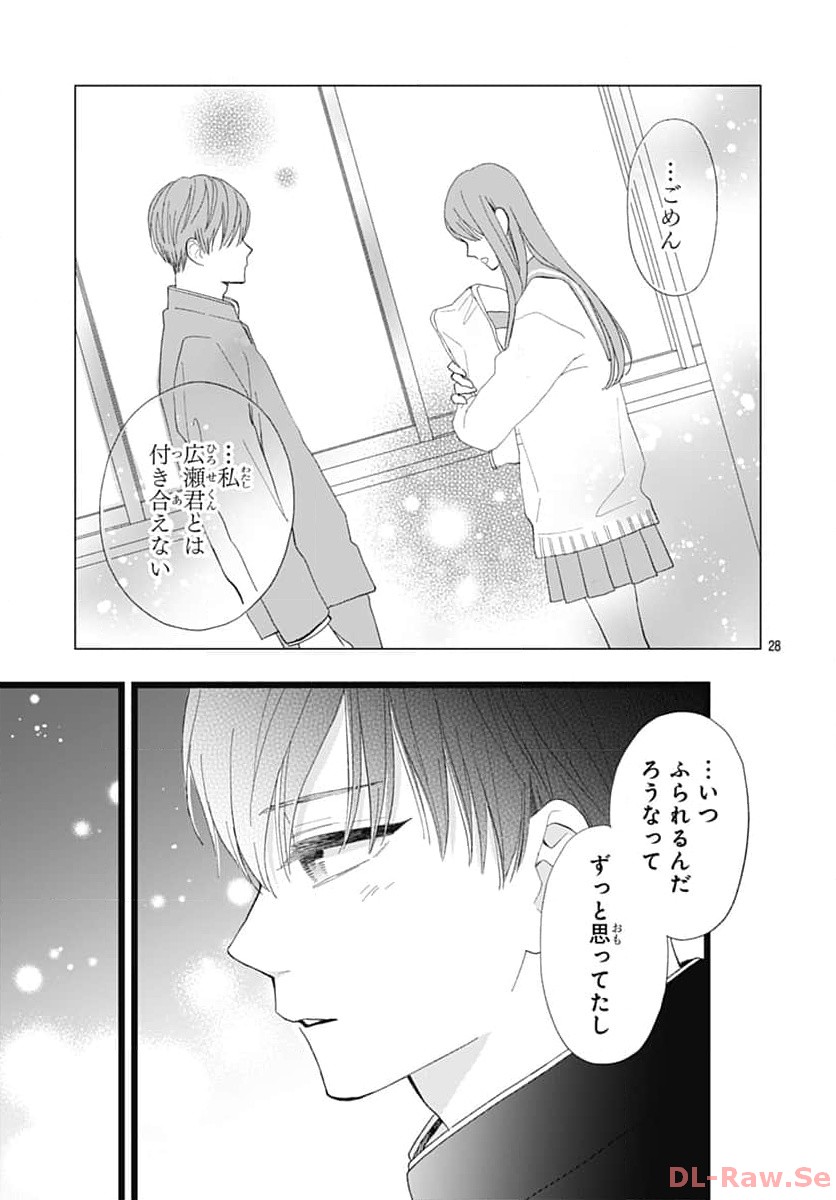 …ごめん
…私
広瀬君とは
付き合えない
28
…いつ
ふられるんだ
ろうなって
ずっと思ってたし
DL-Raw.Se